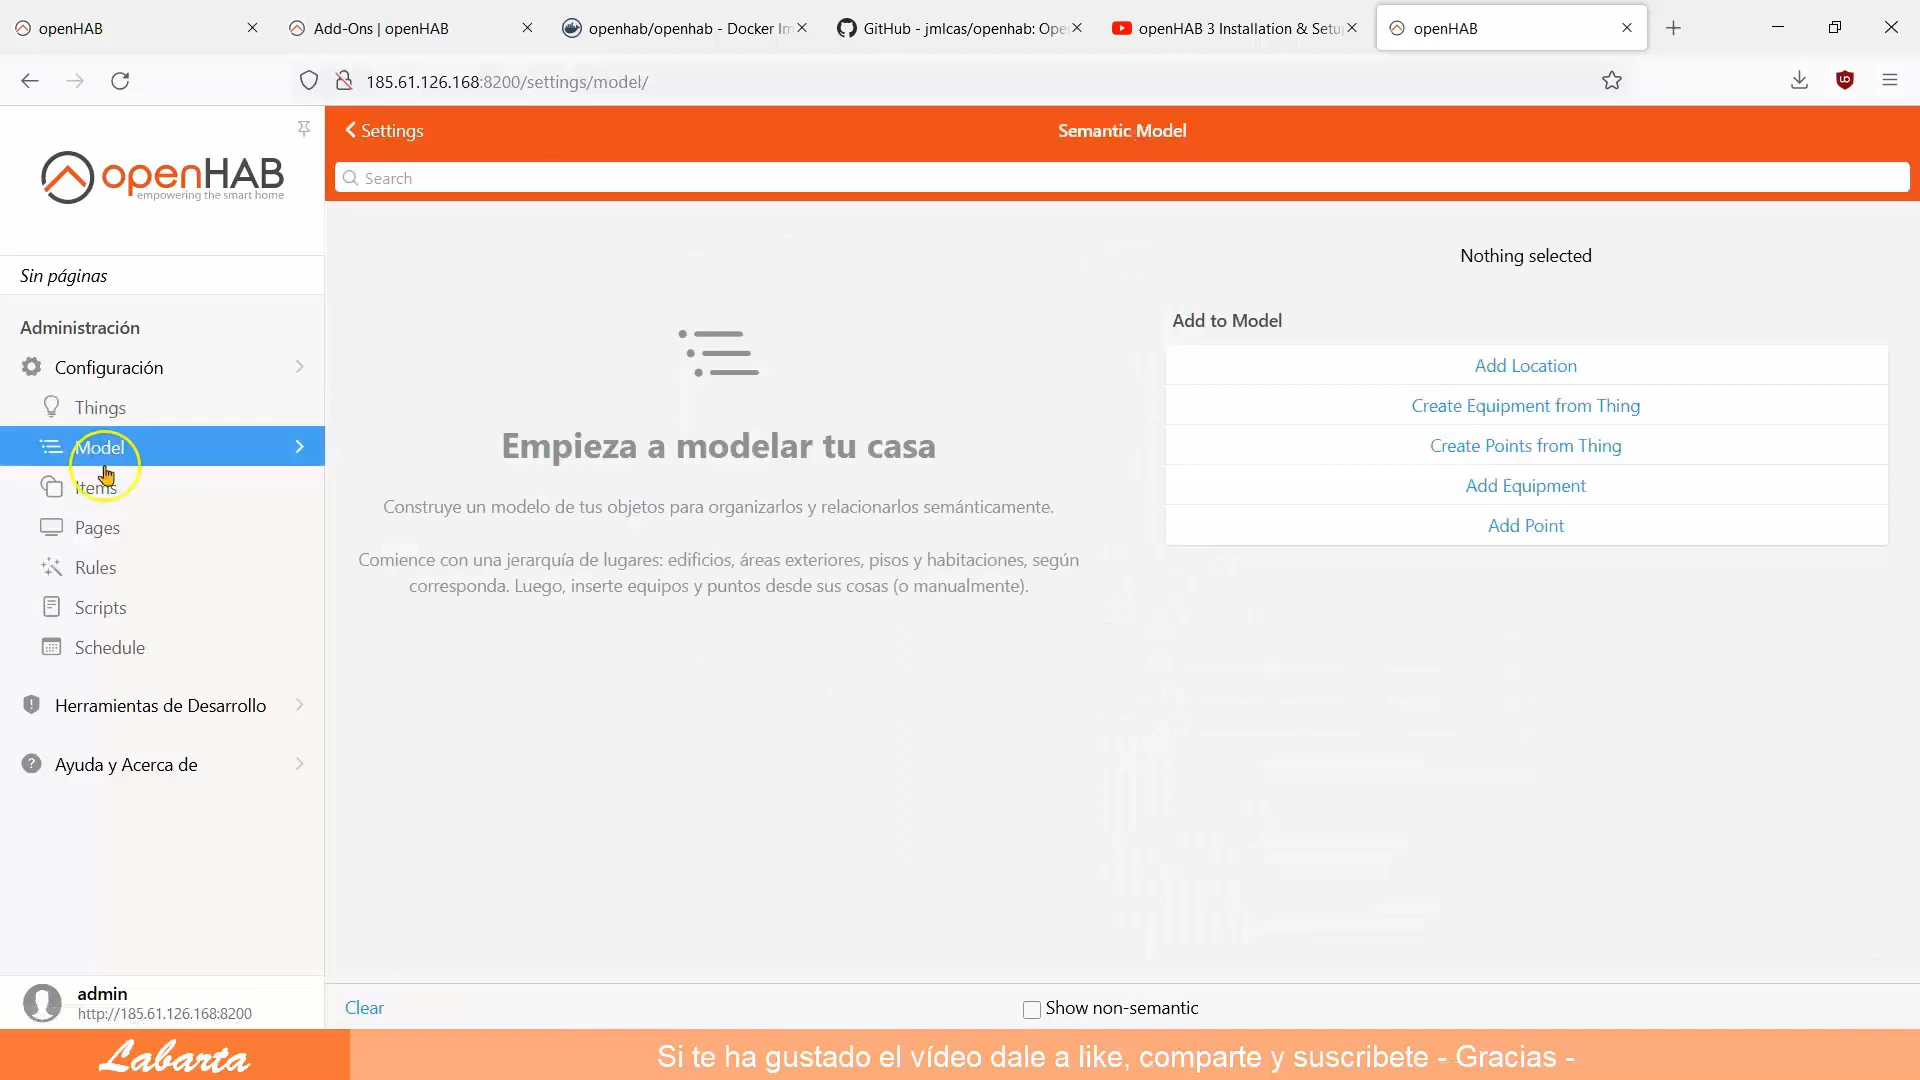 openHAB
Add-Ons | openHAB
openhab/openhab - Docker Im
GitHub - jmlcas/openhab: Ope
openHAB 3 Installation & Setu
openHAB
185.61.126.168:8200/settings/model/
openHAB
empowering the smart home
Sin páginas
Administración
Configuración
Things
Model
Items
Pages
Rules
Scripts
Schedule
Herramientas de Desarrollo
Ayuda y Acerca de
admin
http://185.61.126.168:8200
Settings
Semantic Model
Search
Empieza a modelar tu casa
Construye un modelo de tus objetos para organizarlos y relacionarlos semánticamente.
Comience con una jerarquía de lugares: edificios, áreas exteriores, pisos y habitaciones, según
corresponda. Luego, inserte equipos y puntos desde sus cosas (o manualmente).
Nothing selected
Add to Model
Add Location
Create Equipment from Thing
Create Points from Thing
Add Equipment
Add Point
Clear
Show non-semantic
Labarta
Si te ha gustado el vídeo dale a like, comparte y suscribete - Gracias -